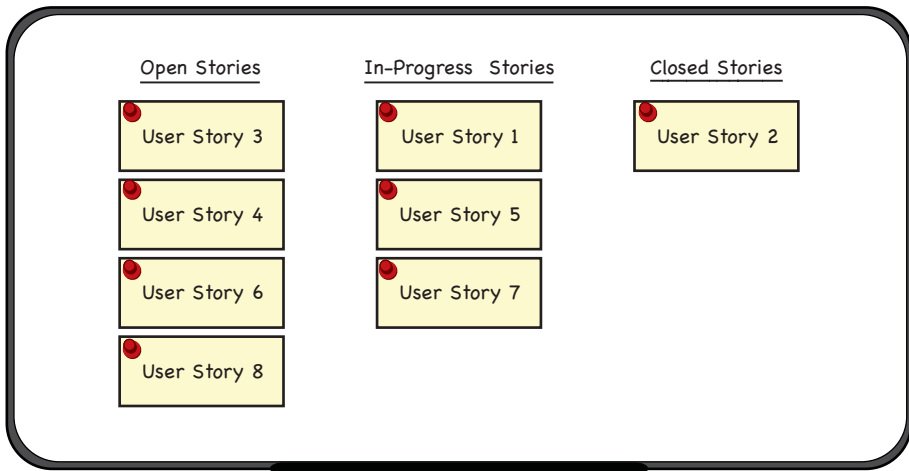 Open Stories
User Story 3
User Story 4
User Story 6
User Story 8
In-Progress Stories
User Story 1
User Story 5
User Story 7
Closed Stories
User Story 2